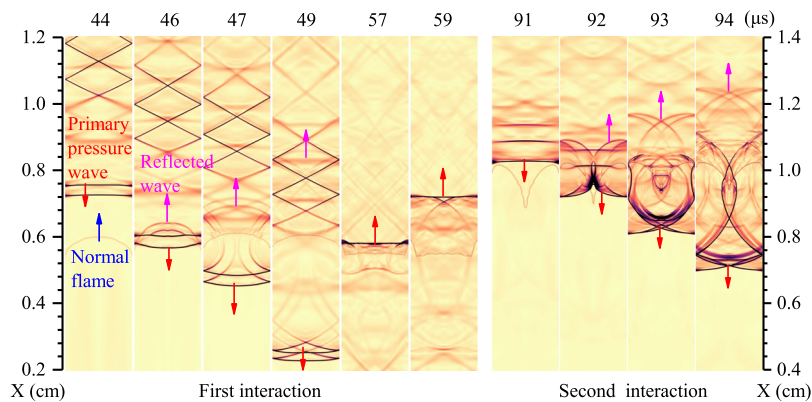 44 46 47 49 57 59 91 92 93 94 (μs)
1.2 1.4
1.0 1.2
Primary
pressure
wave
Reflected
wave
0.8 1.0
0.6 0.8
Normal
flame
0.4 0.6
0.2 0.4
X (cm) First interaction Second interaction X (cm)